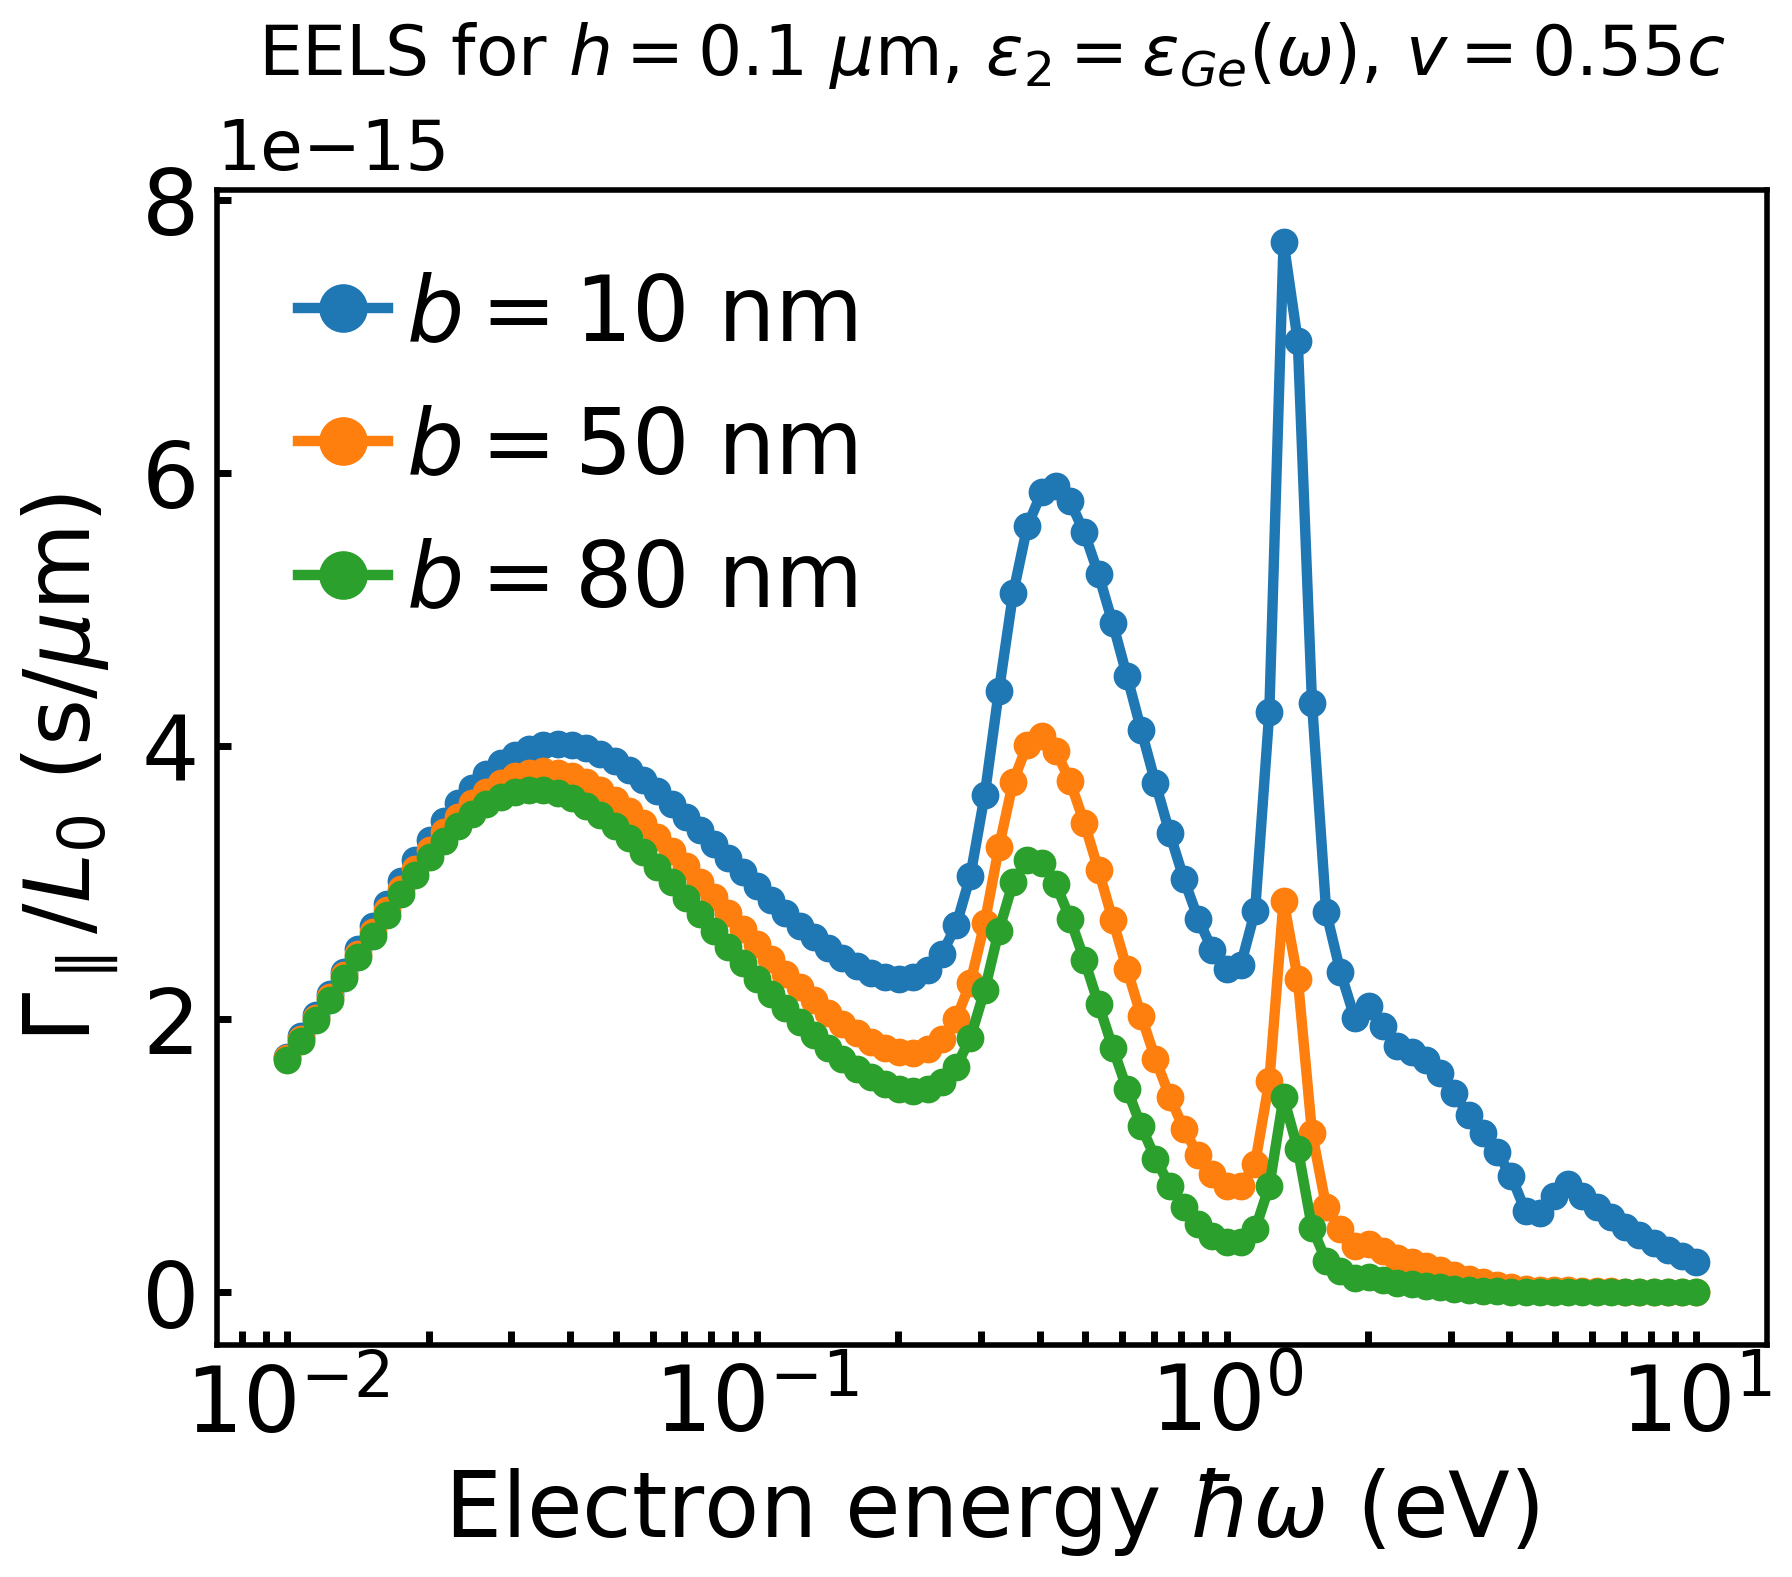 EELS for h = 0.1 μm, ε₂ = ε_Ge(ω), v = 0.55c
1e−15
8
6
4
2
0
Γ∥/L₀ (s/μm)
b = 10 nm
b = 50 nm
b = 80 nm
10⁻² 10⁻¹ 10⁰ 10¹
Electron energy ℏω (eV)